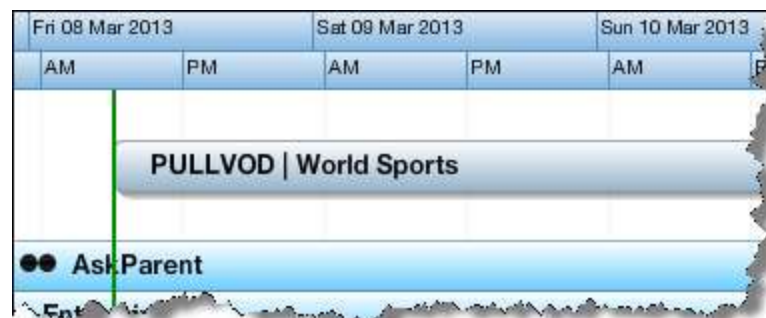 Fri 08 Mar 2013 Sat 09 Mar 2013 Sun 10 Mar 2013
AM PM AM PM AM
PULLVOD | World Sports
AskParent